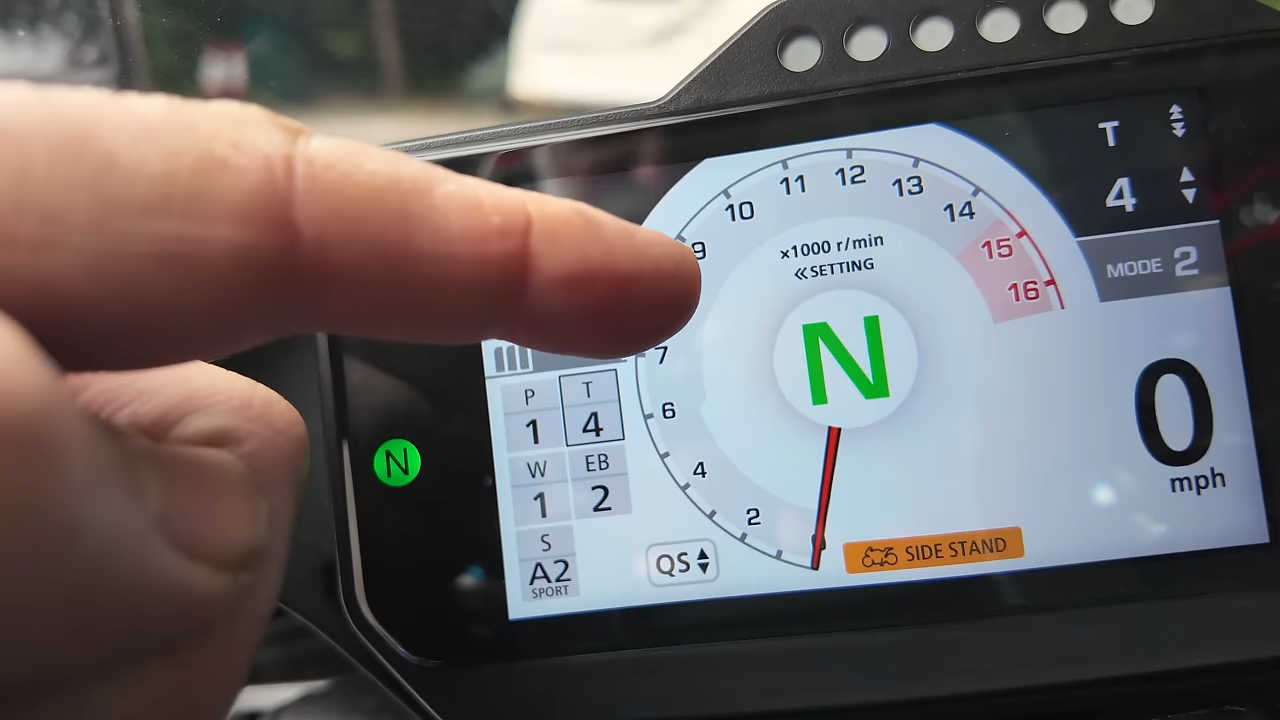 T
4
MODE 2
9 10 11 12 13 14 15 16
x1000 r/min
«SETTING
N
7
6
4
2
P T
1 4
W EB
1 2
S
A2
SPORT
N
QS
SIDE STAND
0
mph